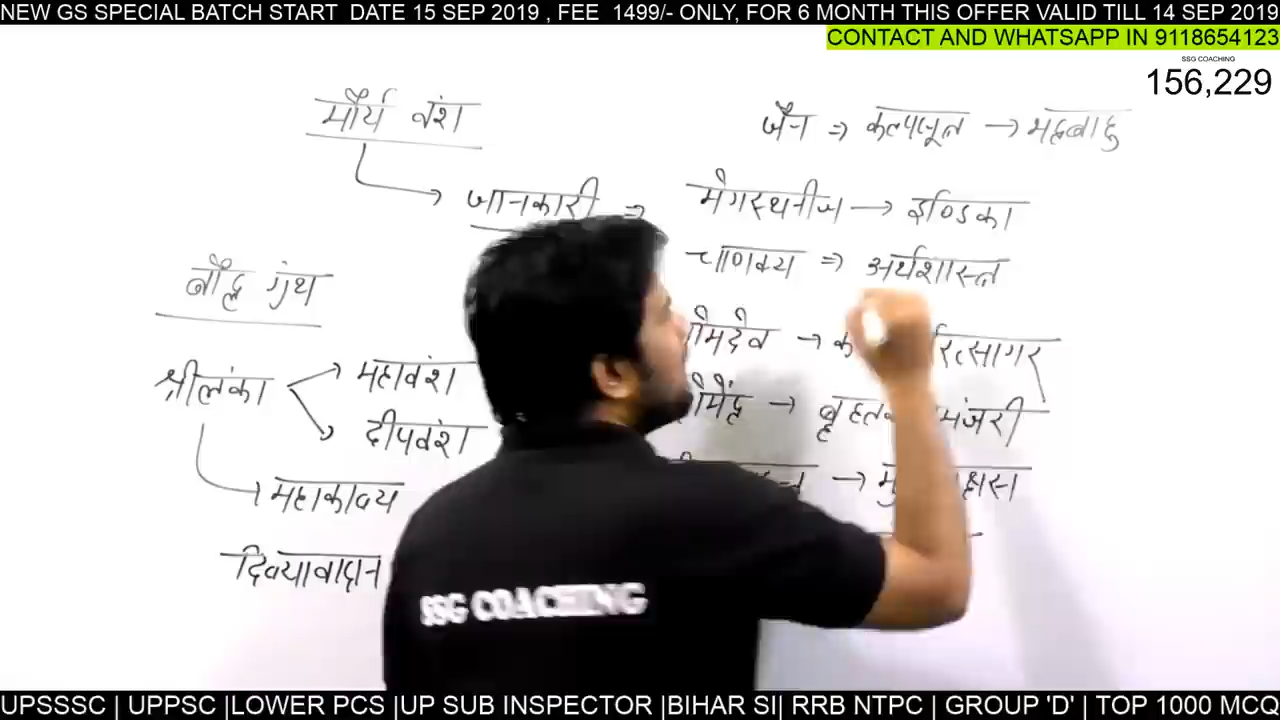 NEW GS SPECIAL BATCH START DATE 15 SEP 2019 , FEE 1499/- ONLY, FOR 6 MONTH THIS OFFER VALID TILL 14 SEP 2019
CONTACT AND WHATSAPP IN 9118654123
SSG COACHING
156,229
मौर्य वंश
जैन ⇒ कल्पसूत्र → भद्रबाहु
जानकारी ⇒ मेगस्थनीज → इण्डिका
चाणक्य ⇒ अर्थशास्त्र
बौद्ध ग्रंथ
श्रीलंका
महावंश
दीपवंश
महाकाव्य
दिव्यावादान
मंजरी
SSG COACHING
UPSSSC | UPPSC |LOWER PCS |UP SUB INSPECTOR |BIHAR SI| RRB NTPC | GROUP 'D' | TOP 1000 MCQ